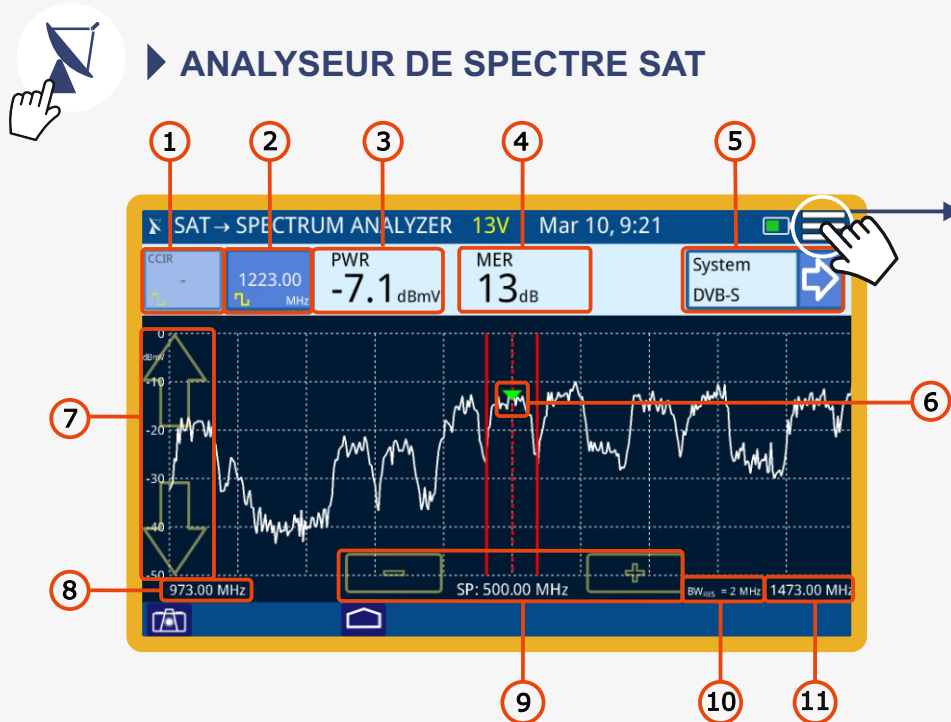 ANALYSEUR DE SPECTRE SAT
1 2 3 4 5
SAT → SPECTRUM ANALYZER 13V Mar 10, 9:21
CCIR
-
1223.00
MHz
PWR
-7.1 dBmV
MER
13 dB
System
DVB-S
0
dBmV
-10
6
7
-20
-30
-40
-50
8
973.00 MHz
SP: 500.00 MHz
BWRES = 2 MHz
1473.00 MHz
9 10 11